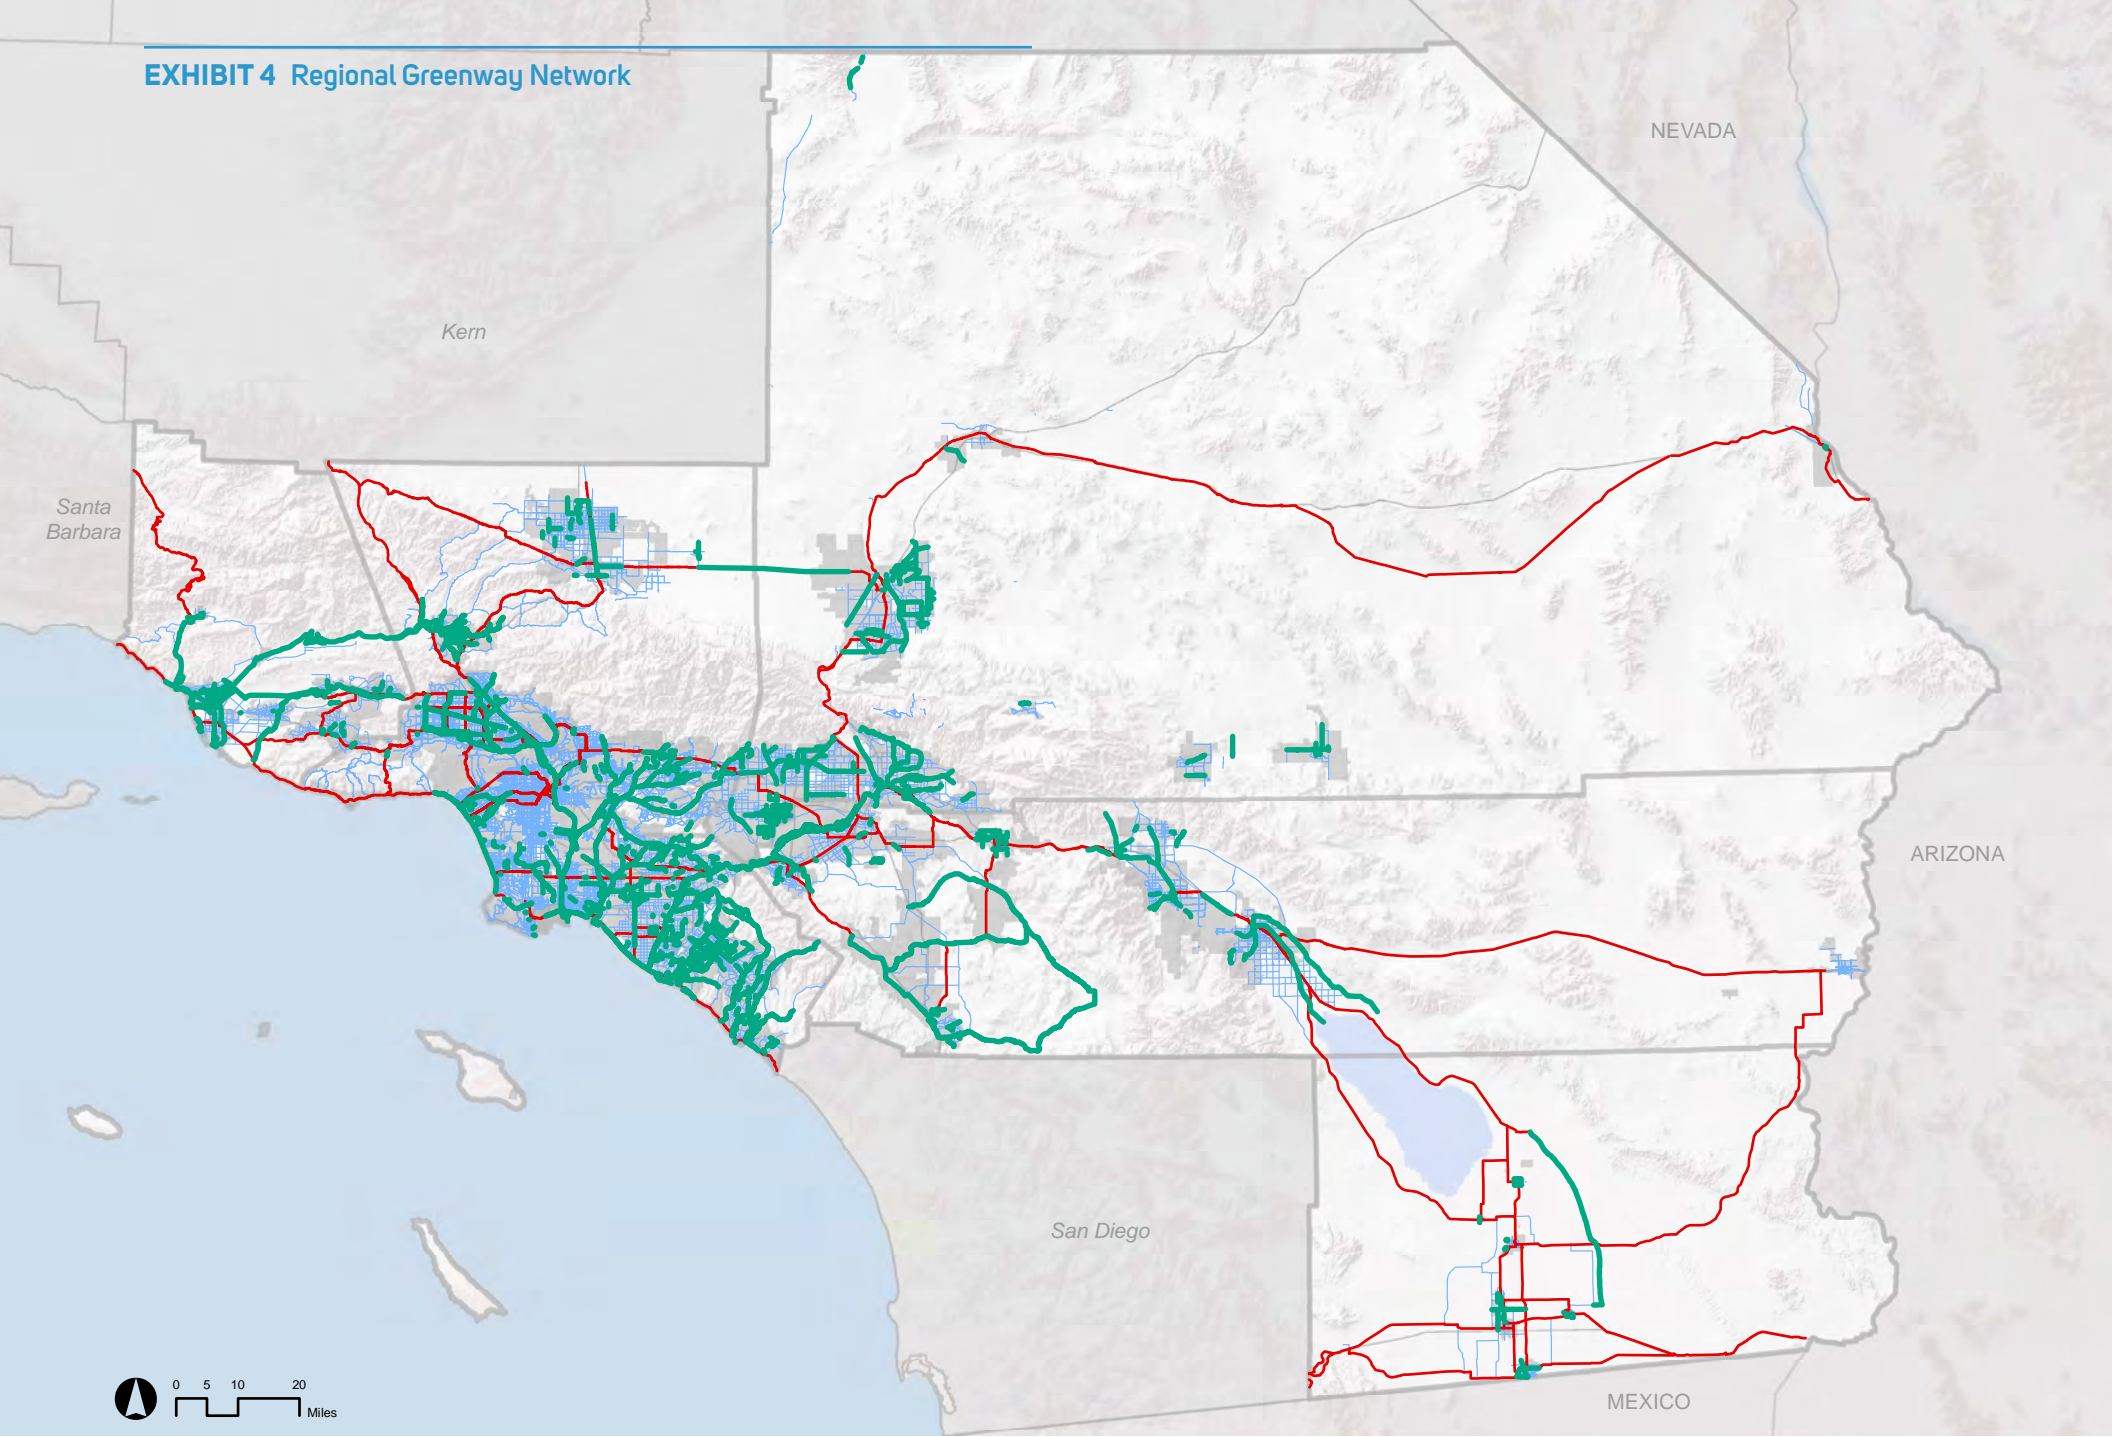 EXHIBIT 4 Regional Greenway Network
NEVADA
Kern
Santa
Barbara
ARIZONA
San Diego
0 5 10 20
Miles
MEXICO